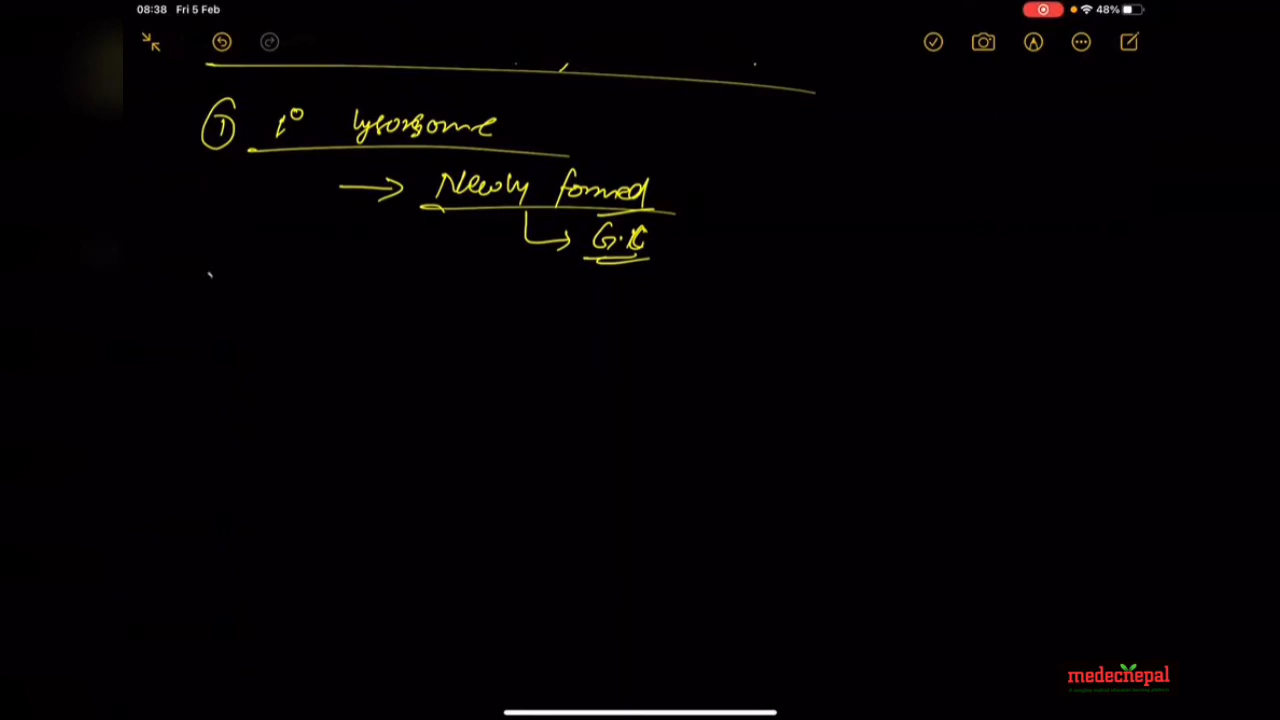 08:38 Fri 5 Feb 48%
① 1° lysosome
→ Newly formed
↳ G.C
medecnepal